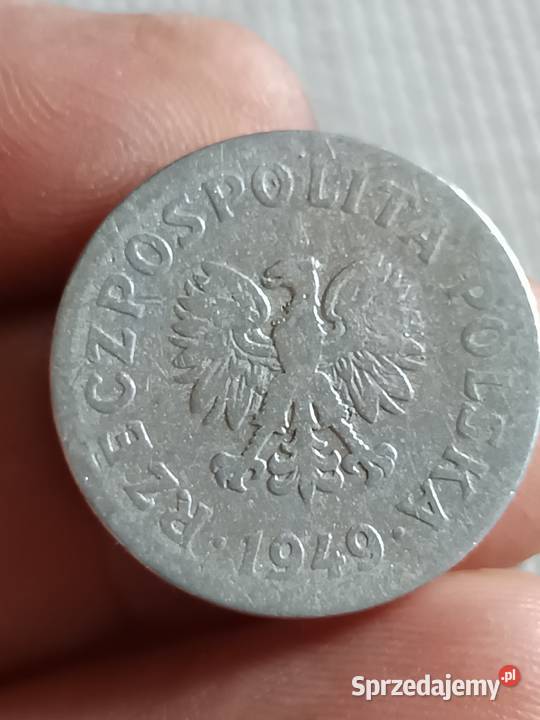 RZECZPOSPOLITA POLSKA
· 1949 ·
Sprzedajemy.pl